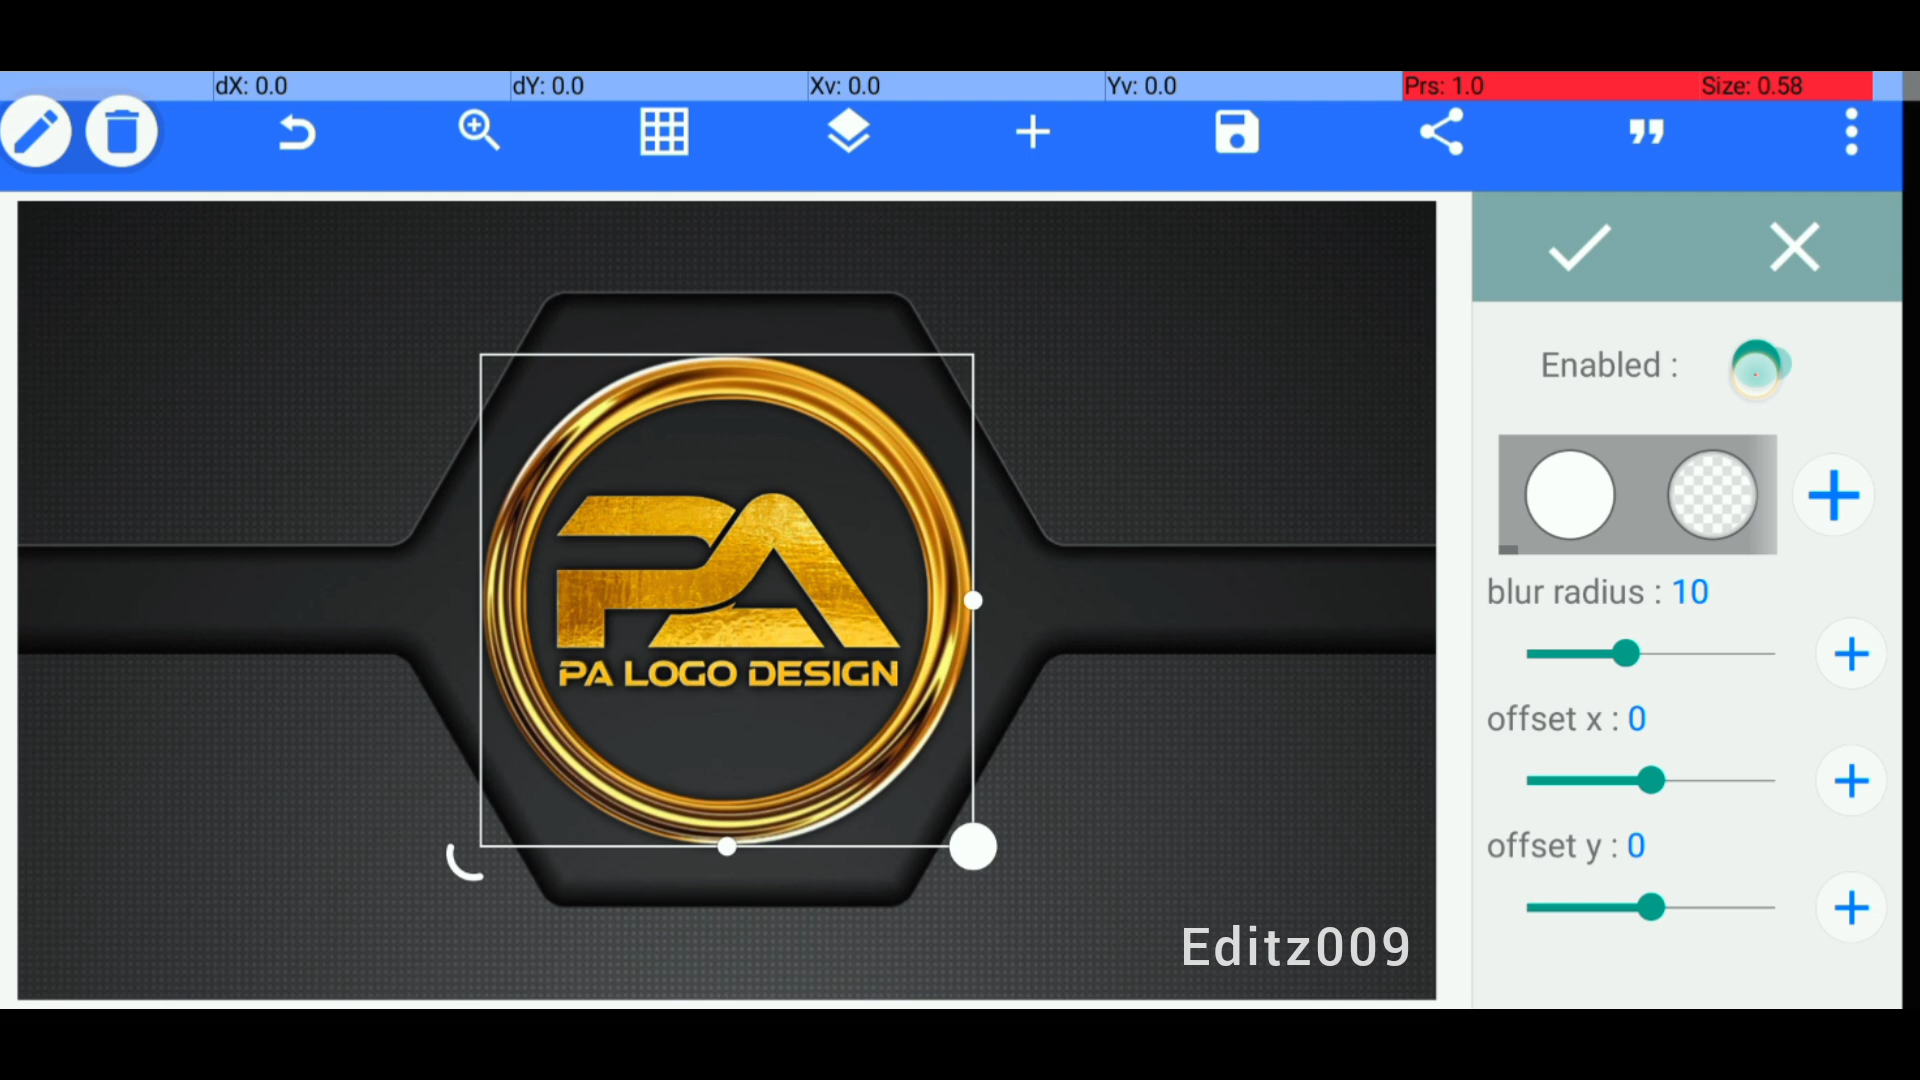 dX: 0.0 dY: 0.0 Xv: 0.0 Yv: 0.0 Prs: 1.0 Size: 0.58
Enabled :
blur radius : 10
offset x : 0
offset y : 0
PA
PA LOGO DESIGN
Editz009